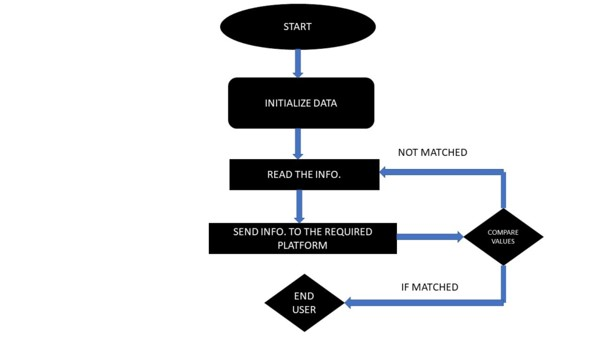 START
INITIALIZE DATA
NOT MATCHED
READ THE INFO.
SEND INFO. TO THE REQUIRED
PLATFORM
COMPARE
VALUES
IF MATCHED
END
USER